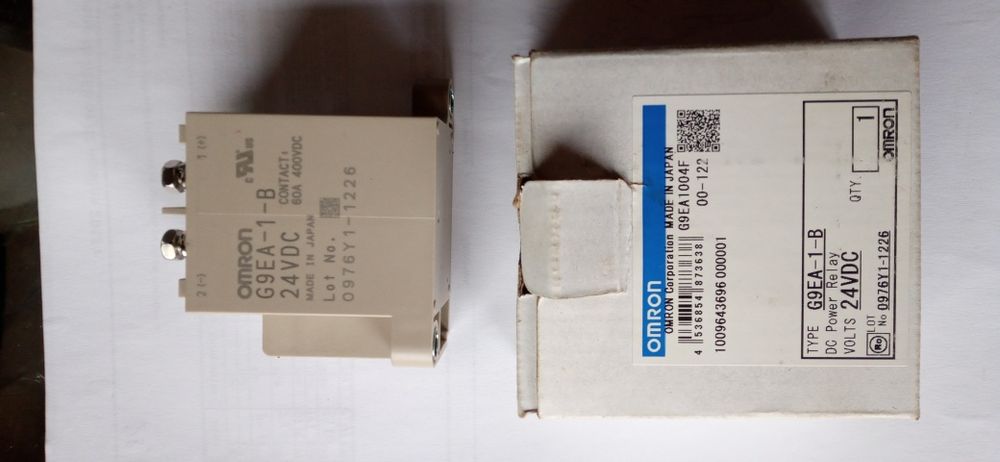 1 (+)
2 (-)
OMRON
G9EA-1-B
24VDC
CONTACT:
60A 400VDC
MADE IN JAPAN
Lot No.
0976Y1-1226
OMRON
OMRON Corporation MADE IN JAPAN
4 536854 873638
G9EA1004F
00-122
1009643696 000001
TYPE G9EA-1-B
DC Power Relay
VOLTS 24VDC
LOT
No 0976Y1-1226
QTY. 1
OMRON